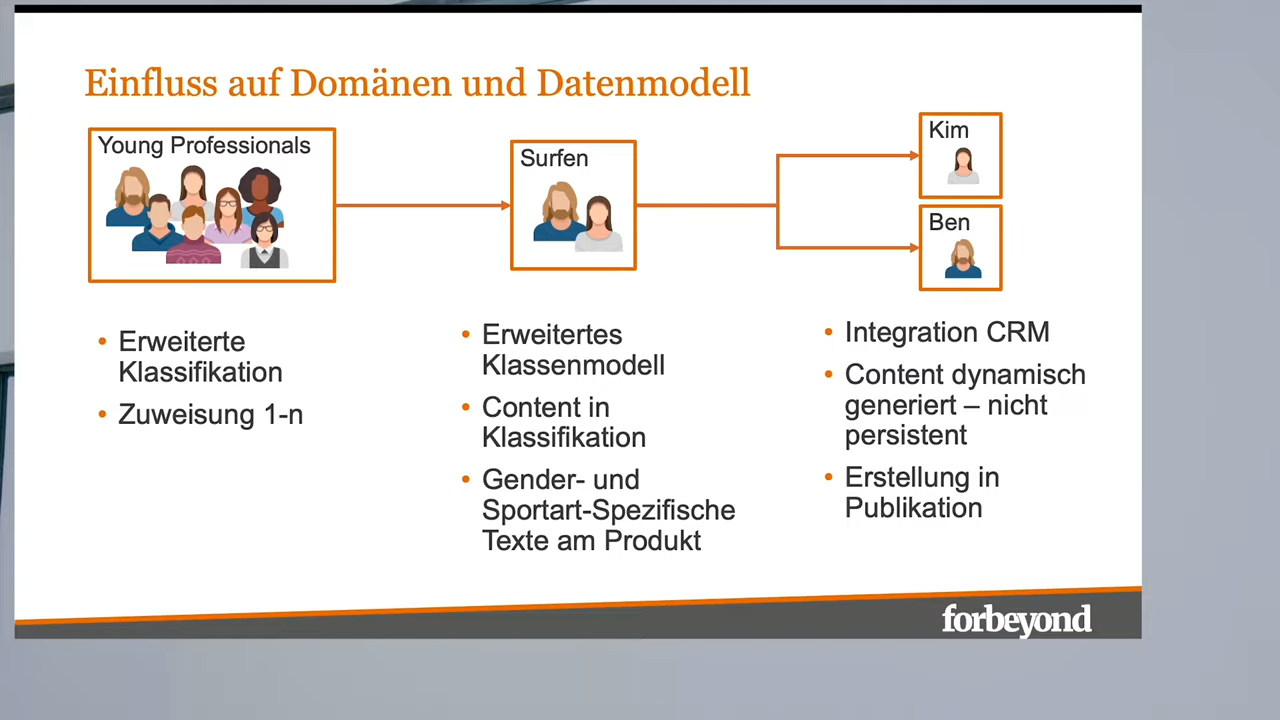 Einfluss auf Domänen und Datenmodell
Young Professionals
Surfen
Kim
Ben
• Erweiterte
Klassifikation
• Zuweisung 1-n
• Erweitertes
Klassenmodell
• Content in
Klassifikation
• Gender- und
Sportart-Spezifische
Texte am Produkt
• Integration CRM
• Content dynamisch
generiert – nicht
persistent
• Erstellung in
Publikation
forbeyond